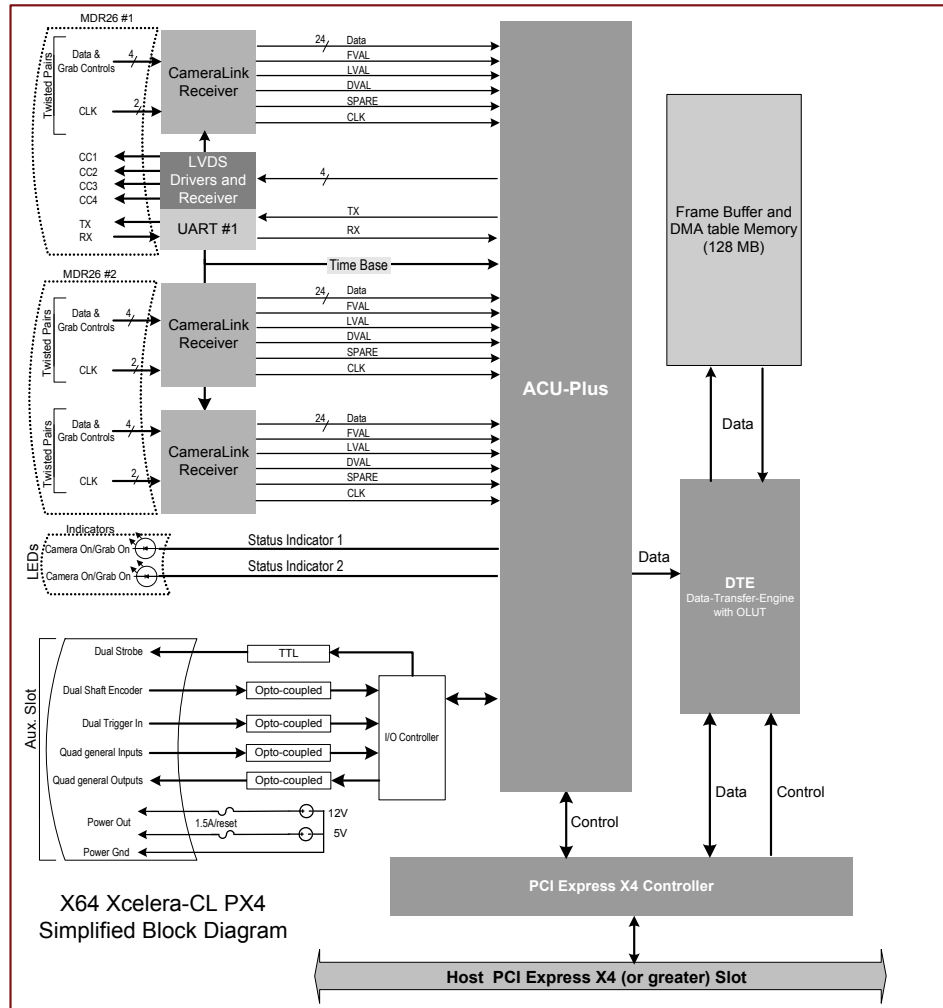 MDR26 #1
Twisted Pairs
Data &
Grab Controls
4
CLK
2
CameraLink
Receiver
24
Data
FVAL
LVAL
DVAL
SPARE
CLK
CC1
CC2
CC3
CC4
LVDS
Drivers and
Receiver
4
TX
RX
UART #1
TX
RX
Time Base
MDR26 #2
Twisted Pairs
Data &
Grab Controls
4
CLK
2
CameraLink
Receiver
24
Data
FVAL
LVAL
DVAL
SPARE
CLK
Twisted Pairs
Data &
Grab Controls
4
CLK
2
CameraLink
Receiver
24
Data
FVAL
LVAL
DVAL
SPARE
CLK
ACU-Plus
Frame Buffer and
DMA table Memory
(128 MB)
Data
LEDs
Indicators
Camera On/Grab On
Status Indicator 1
Camera On/Grab On
Status Indicator 2
Data
DTE
Data-Transfer-Engine
with OLUT
Aux. Slot
Dual Strobe
TTL
Dual Shaft Encoder
Opto-coupled
Dual Trigger In
Opto-coupled
I/O Controller
Quad general Inputs
Opto-coupled
Quad general Outputs
Opto-coupled
Power Out
1.5A/reset
12V
5V
Power Gnd
Control
Data
Control
PCI Express X4 Controller
X64 Xcelera-CL PX4
Simplified Block Diagram
Host PCI Express X4 (or greater) Slot